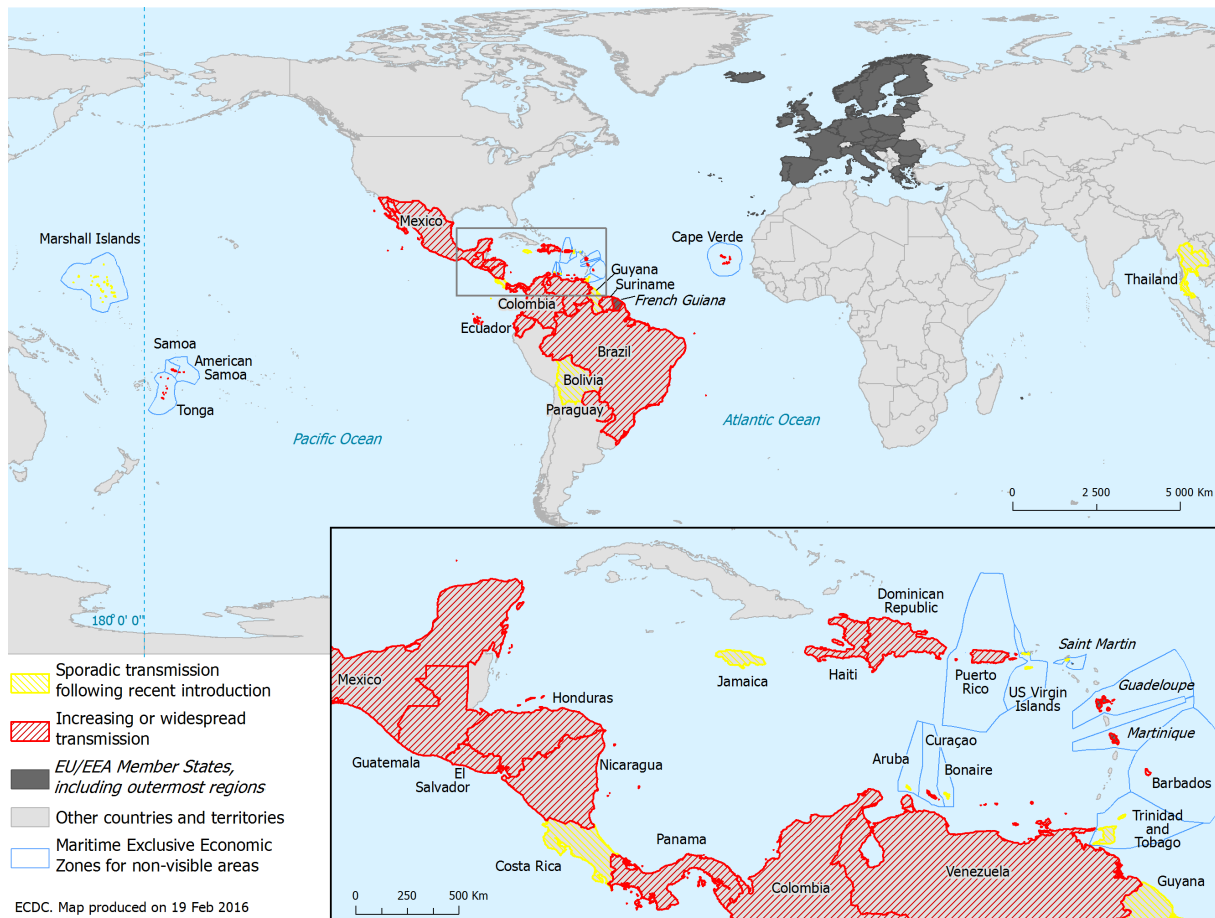 Marshall Islands
Samoa
American
Samoa
Tonga
Mexico
Cape Verde
Guyana
Suriname
French Guiana
Colombia
Ecuador
Brazil
Bolivia
Paraguay
Thailand
Pacific Ocean
Atlantic Ocean
0 2 500 5 000 Km
180° 0' 0"
Dominican
Republic
Saint Martin
Jamaica
Haiti
Puerto
Rico
US Virgin
Islands
Guadeloupe
Martinique
Mexico
Honduras
Guatemala
El
Salvador
Nicaragua
Aruba
Curaçao
Bonaire
Barbados
Trinidad
and
Tobago
Costa Rica
Panama
Colombia
Venezuela
Guyana
0 250 500 Km
Sporadic transmission
following recent introduction
Increasing or widespread
transmission
EU/EEA Member States,
including outermost regions
Other countries and territories
Maritime Exclusive Economic
Zones for non-visible areas
ECDC. Map produced on 19 Feb 2016